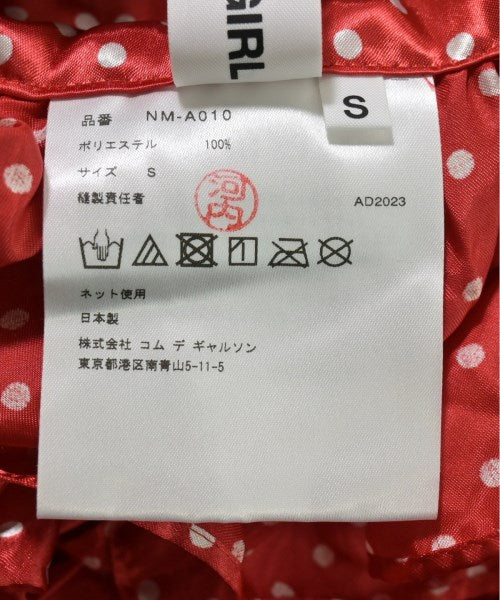 GIRL
S
品番 NM-A010
ポリエステル 100%
サイズ S
縫製責任者 河内 AD2023
ネット使用
日本製
株式会社 コム デ ギャルソン
東京都港区南青山5-11-5